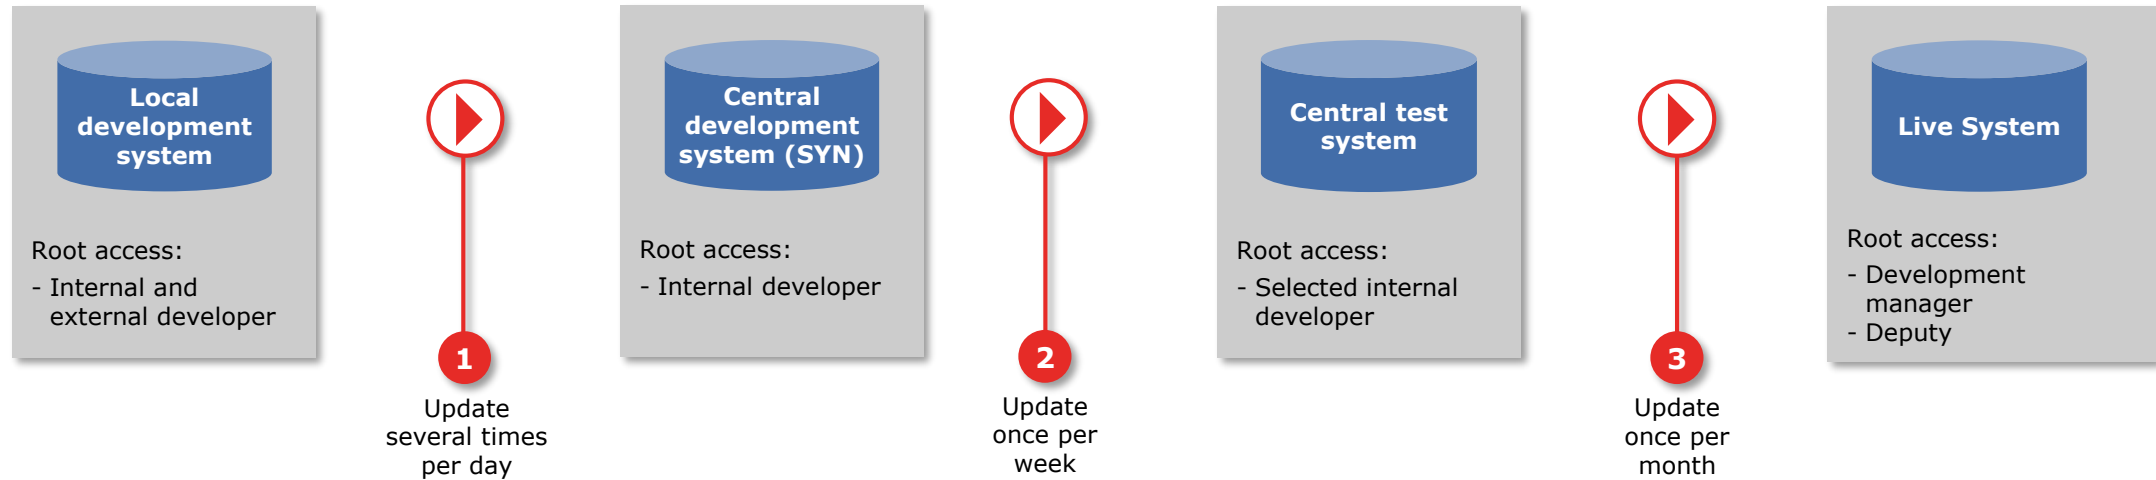 Local
development
system
Root access:
- Internal and
external developer
1
Update
several times
per day
Central
development
system (SYN)
Root access:
- Internal developer
2
Update
once per
week
Central test
system
Root access:
- Selected internal
developer
3
Update
once per
month
Live System
Root access:
- Development
manager
- Deputy